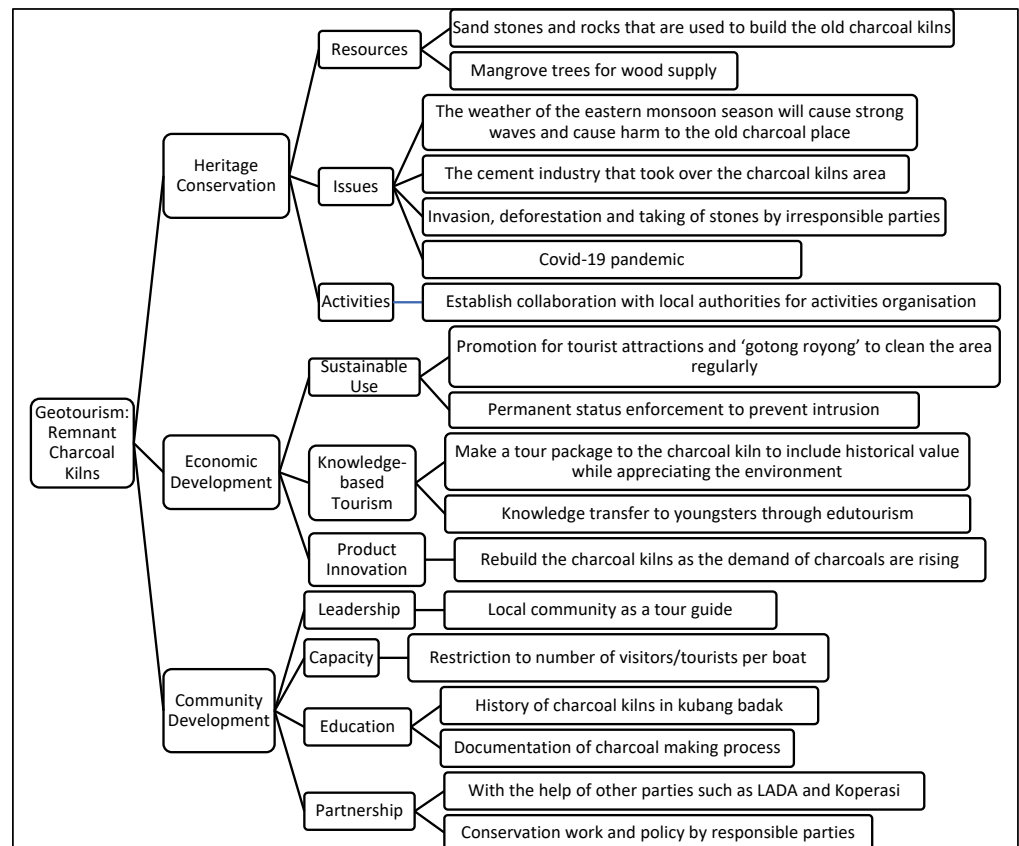 Geotourism:
Remnant
Charcoal
Kilns
Heritage
Conservation
Resources
Sand stones and rocks that are used to build the old charcoal kilns
Mangrove trees for wood supply
Issues
The weather of the eastern monsoon season will cause strong
waves and cause harm to the old charcoal place
The cement industry that took over the charcoal kilns area
Invasion, deforestation and taking of stones by irresponsible parties
Covid-19 pandemic
Activities
Establish collaboration with local authorities for activities organisation
Economic
Development
Sustainable
Use
Promotion for tourist attractions and ‘gotong royong’ to clean the area
regularly
Permanent status enforcement to prevent intrusion
Knowledge-
based
Tourism
Make a tour package to the charcoal kiln to include historical value
while appreciating the environment
Knowledge transfer to youngsters through edutourism
Product
Innovation
Rebuild the charcoal kilns as the demand of charcoals are rising
Community
Development
Leadership
Local community as a tour guide
Capacity
Restriction to number of visitors/tourists per boat
Education
History of charcoal kilns in kubang badak
Documentation of charcoal making process
Partnership
With the help of other parties such as LADA and Koperasi
Conservation work and policy by responsible parties